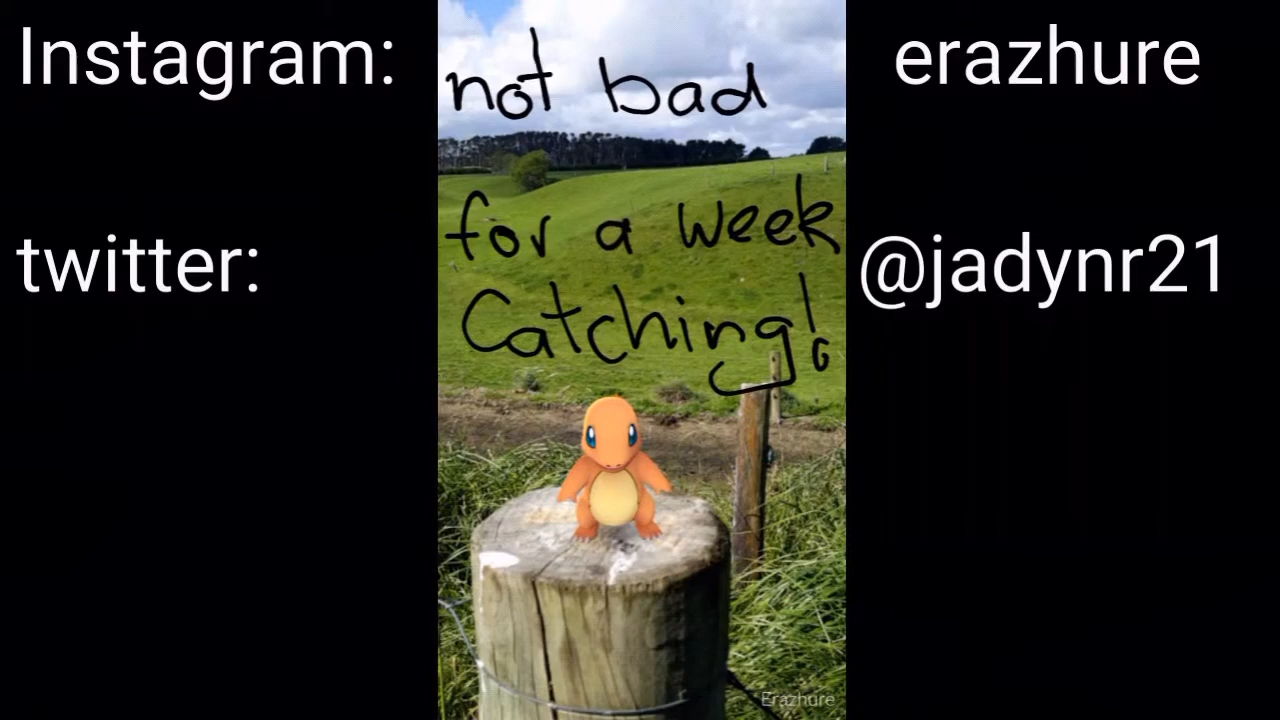 Instagram: erazhure
twitter: @jadynr21
not bad
for a week
Catching!
Erazhure